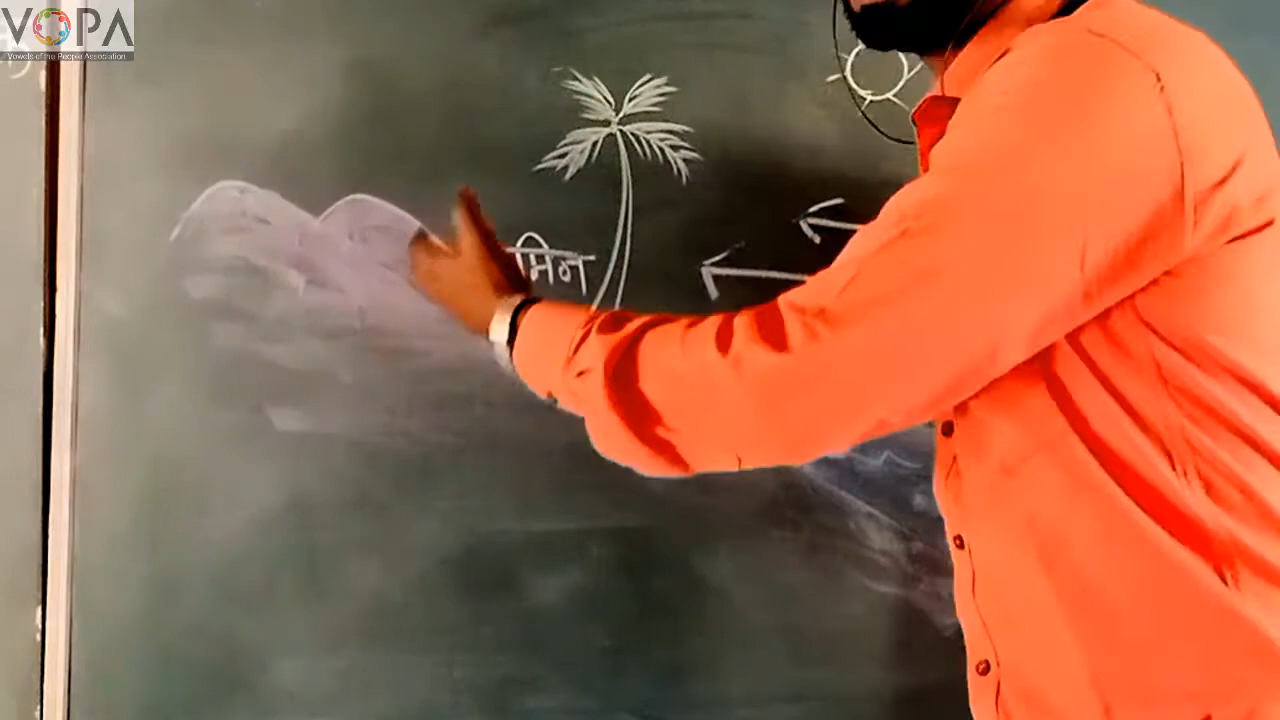 VOPA
Vowels of the People Association
मिन